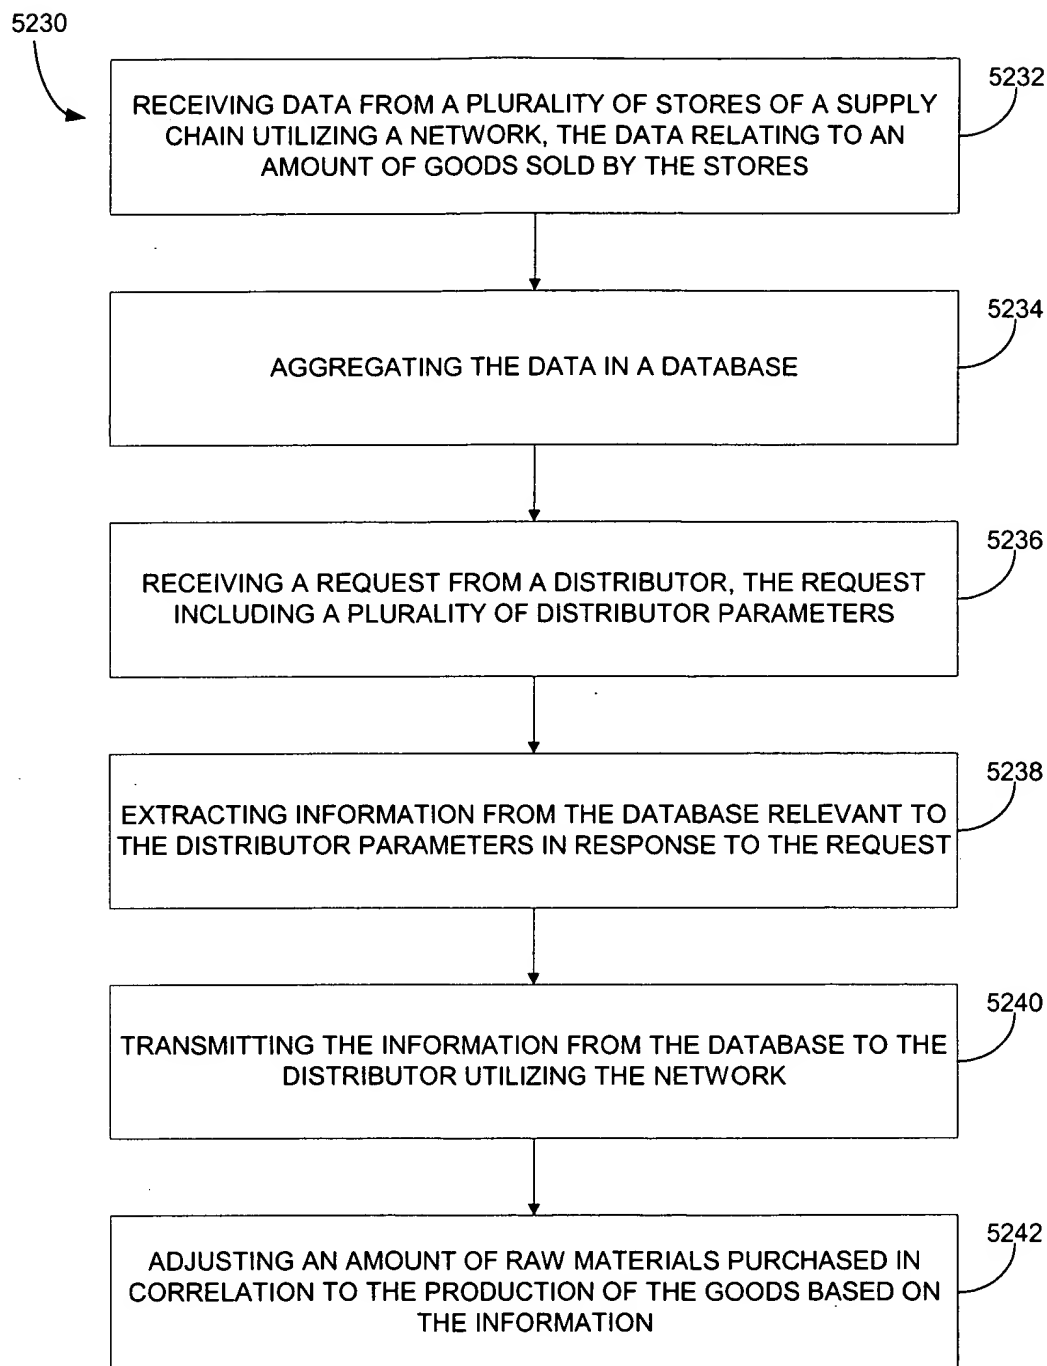 5230
RECEIVING DATA FROM A PLURALITY OF STORES OF A SUPPLY
CHAIN UTILIZING A NETWORK, THE DATA RELATING TO AN
AMOUNT OF GOODS SOLD BY THE STORES
5232
AGGREGATING THE DATA IN A DATABASE
5234
RECEIVING A REQUEST FROM A DISTRIBUTOR, THE REQUEST
INCLUDING A PLURALITY OF DISTRIBUTOR PARAMETERS
5236
EXTRACTING INFORMATION FROM THE DATABASE RELEVANT TO
THE DISTRIBUTOR PARAMETERS IN RESPONSE TO THE REQUEST
5238
TRANSMITTING THE INFORMATION FROM THE DATABASE TO THE
DISTRIBUTOR UTILIZING THE NETWORK
5240
ADJUSTING AN AMOUNT OF RAW MATERIALS PURCHASED IN
CORRELATION TO THE PRODUCTION OF THE GOODS BASED ON
THE INFORMATION
5242